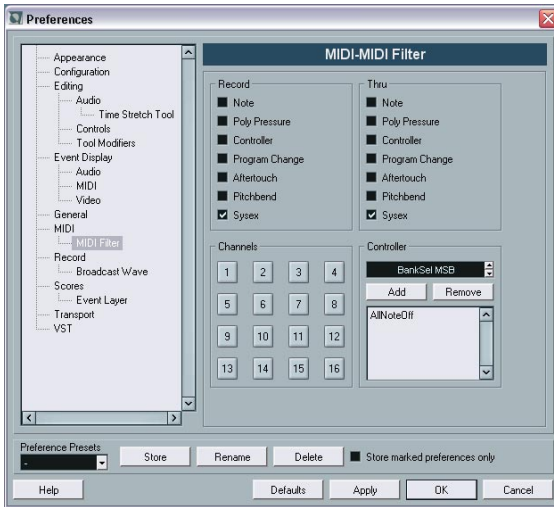 Preferences
Appearance
Configuration
Editing
Audio
Time Stretch Tool
Controls
Tool Modifiers
Event Display
Audio
MIDI
Video
General
MIDI
MIDI Filter
Record
Broadcast Wave
Scores
Event Layer
Transport
VST
MIDI-MIDI Filter
Record
Note
Poly Pressure
Controller
Program Change
Aftertouch
Pitchbend
Sysex
Thru
Note
Poly Pressure
Controller
Program Change
Aftertouch
Pitchbend
Sysex
Channels
1 2 3 4
5 6 7 8
9 10 11 12
13 14 15 16
Controller
BankSel MSB
Add Remove
AllNoteOff
Preference Presets
-
Store Rename Delete Store marked preferences only
Help Defaults Apply OK Cancel